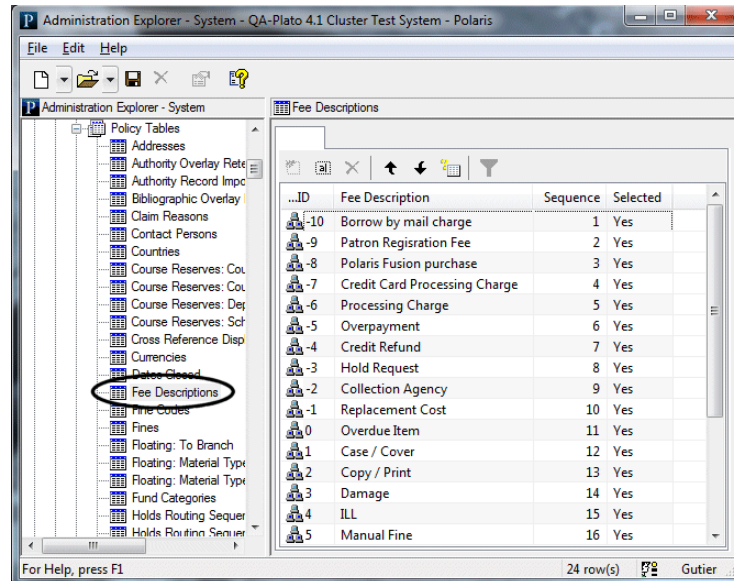 Administration Explorer - System - QA-Plato 4.1 Cluster Test System - Polaris
File Edit Help
Administration Explorer - System
Fee Descriptions
Policy Tables
Addresses
Authority Overlay Rete
Authority Record Impo
Bibliographic Overlay
Claim Reasons
Contact Persons
Countries
Course Reserves: Cou
Course Reserves: Cou
Course Reserves: Dep
Course Reserves: Sch
Cross Reference Disp
Currencies
Dates Closed
Fee Descriptions
Fine Codes
Fines
Floating: To Branch
Floating: Material Type
Floating: Material Type
Fund Categories
Holds Routing Sequer
Holds Routing Sequer
...ID Fee Description Sequence Selected
-10 Borrow by mail charge 1 Yes
-9 Patron Regisration Fee 2 Yes
-8 Polaris Fusion purchase 3 Yes
-7 Credit Card Processing Charge 4 Yes
-6 Processing Charge 5 Yes
-5 Overpayment 6 Yes
-4 Credit Refund 7 Yes
-3 Hold Request 8 Yes
-2 Collection Agency 9 Yes
-1 Replacement Cost 10 Yes
0 Overdue Item 11 Yes
1 Case / Cover 12 Yes
2 Copy / Print 13 Yes
3 Damage 14 Yes
4 ILL 15 Yes
5 Manual Fine 16 Yes
For Help, press F1
24 row(s)
Gutier